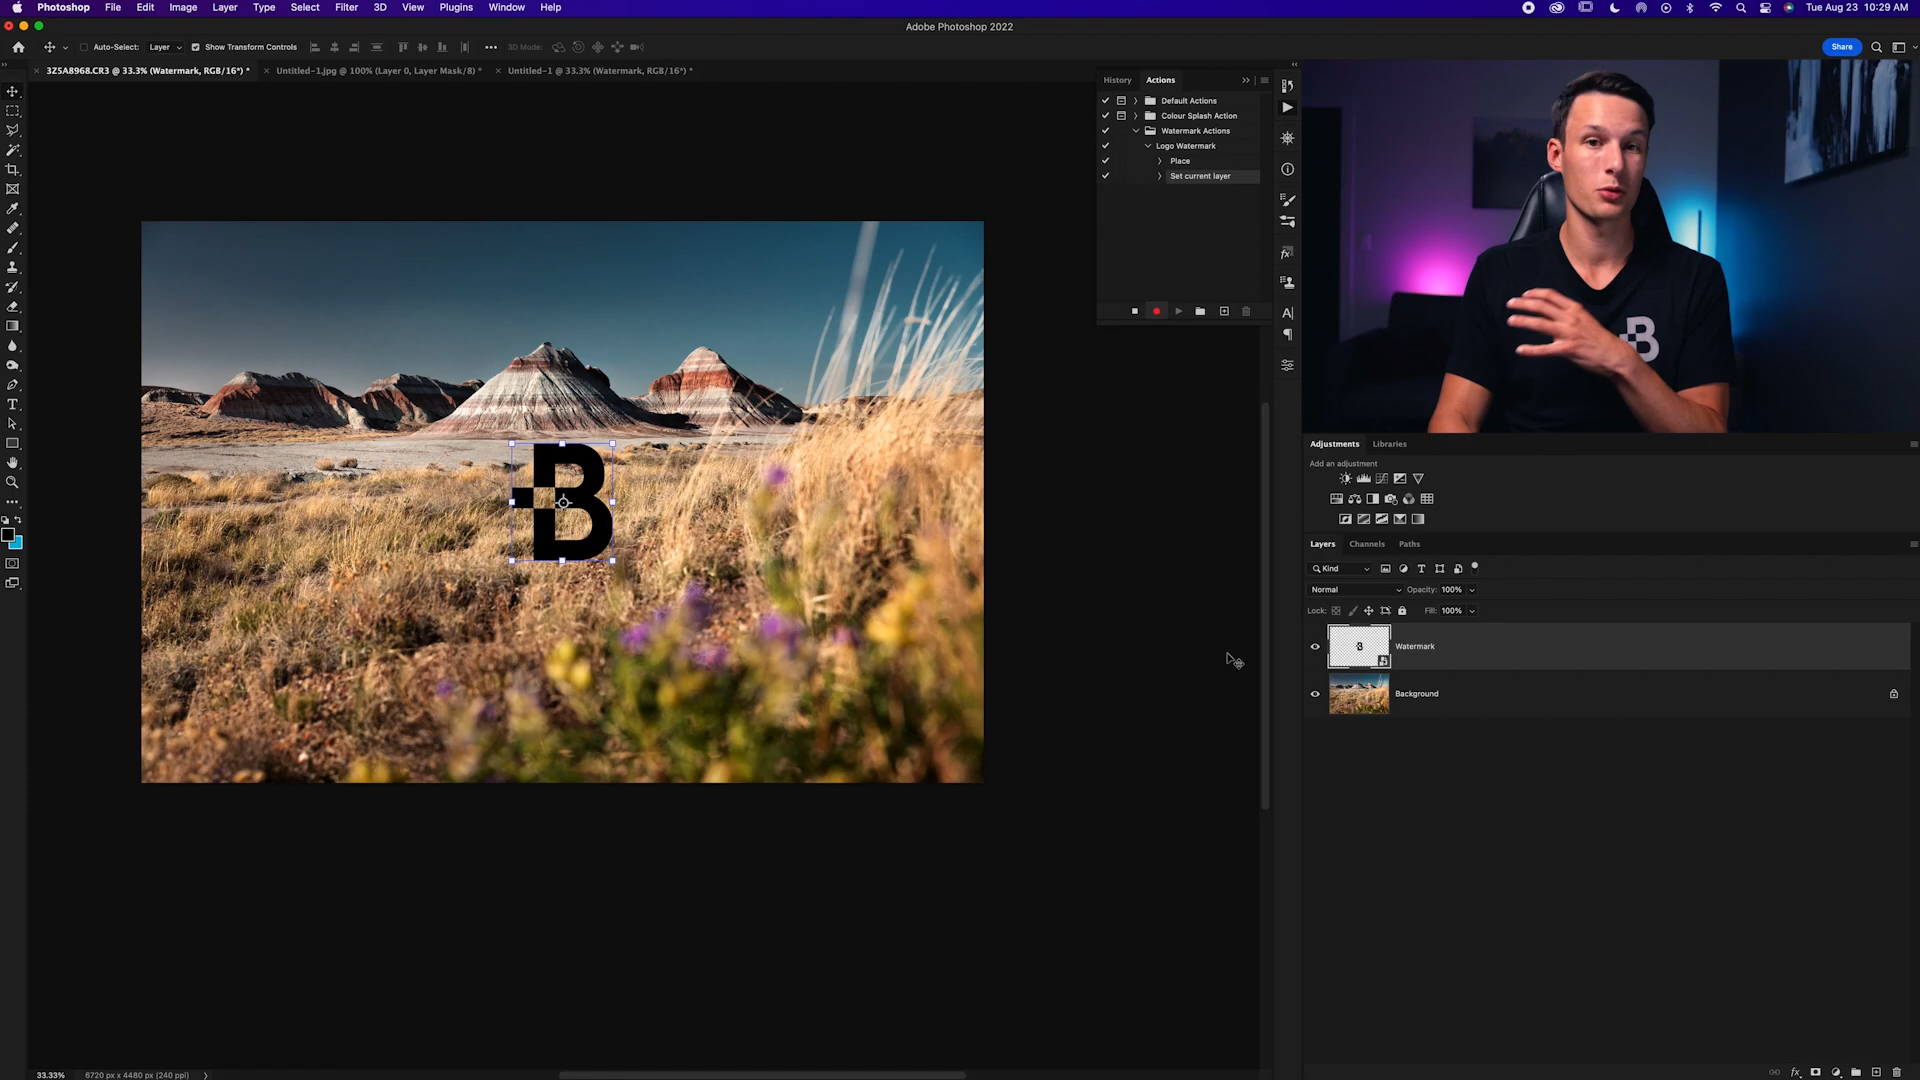 Photoshop File Edit Image Layer Type Select Filter 3D View Plugins Window Help Tue Aug 23 10:29 AM
Adobe Photoshop 2022
Auto-Select: Layer Show Transform Controls 3D Mode: Share
3Z5A8968.CR3 @ 33.3% (Watermark, RGB/16*) * Untitled-1.jpg @ 100% (Layer 0, Layer Mask/8) * Untitled-1 @ 33.3% (Watermark, RGB/16*) *
History Actions
Default Actions
Colour Splash Action
Watermark Actions
Logo Watermark
Place
Set current layer
B
B
Adjustments Libraries
Add an adjustment
Layers Channels Paths
Kind
Normal Opacity: 100%
Lock: Fill: 100%
B Watermark
Background
33.33% 6720 px x 4480 px (240 ppi)